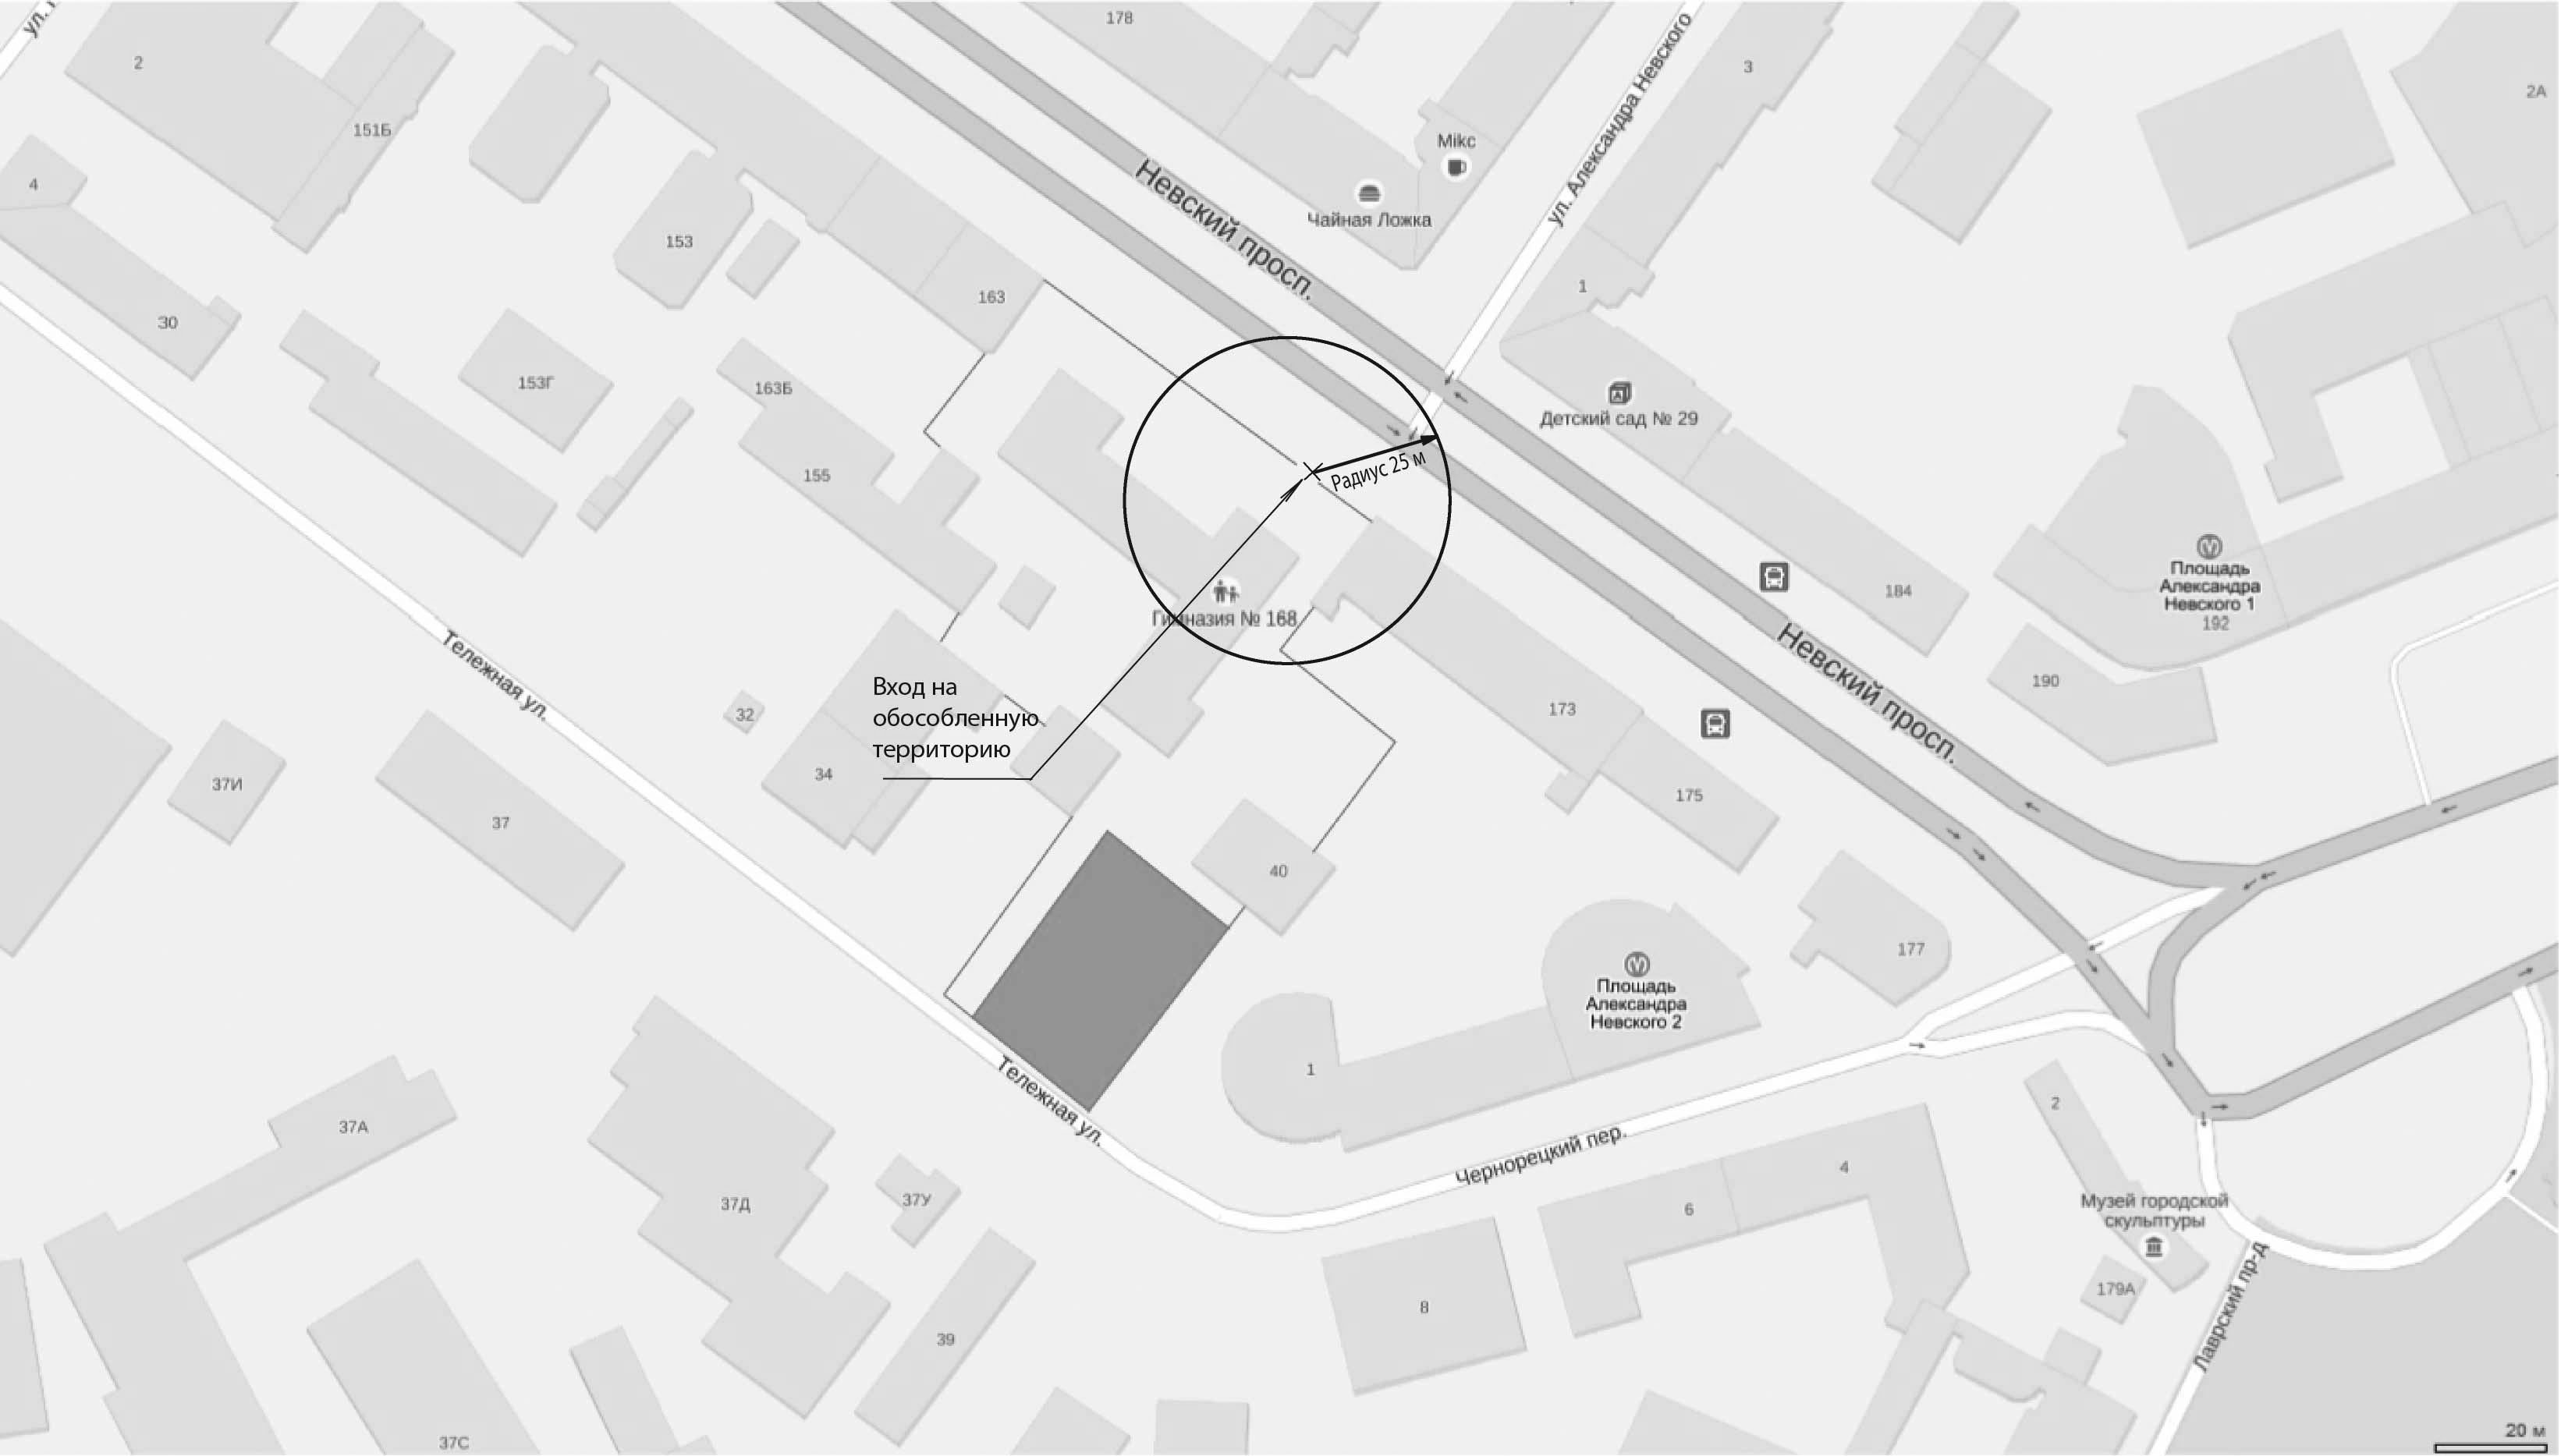 178
ул. Александра Невского
3
2
2А
151Б
Mikc
4
Чайная Ложка
Невский просп.
153
1
163
30
153Г
163Б
Детский сад № 29
155
Радиус 25 м
Площадь
Александра
Невского 1
192
184
Гимназия № 168
Тележная ул.
Невский просп.
190
Вход на
обособленную
территорию
32
173
34
37И
175
37
40
177
Площадь
Александра
Невского 2
1
Тележная ул.
2
37А
Чернорецкий пер.
4
37Д
37У
6
Музей городской
скульптуры
179А
Лаврский пр-д
8
39
20 м
37С